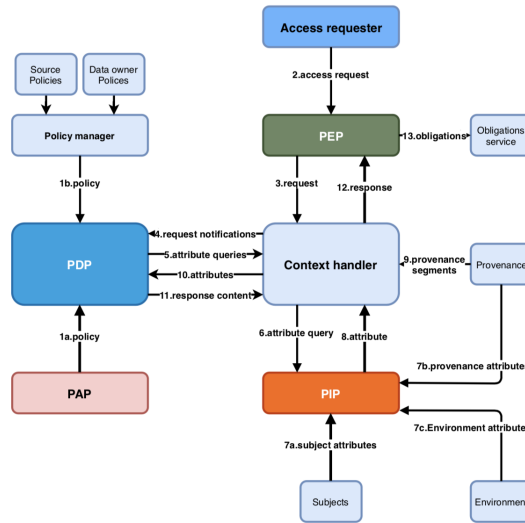 Access requester
Source
Policies
Data owner
Polices
2.access request
Policy manager
PEP
13.obligations
Obligations
service
1b.policy
3.request
12.response
4.request notifications
5.attribute queries
PDP
10.attributes
11.response content
Context handler
9.provenance
segments
Provenance
1a.policy
6.attribute query
8.attribute
7b.provenance attributes
PAP
PIP
7c.Environment attribute
7a.subject attributes
Subjects
Environmen